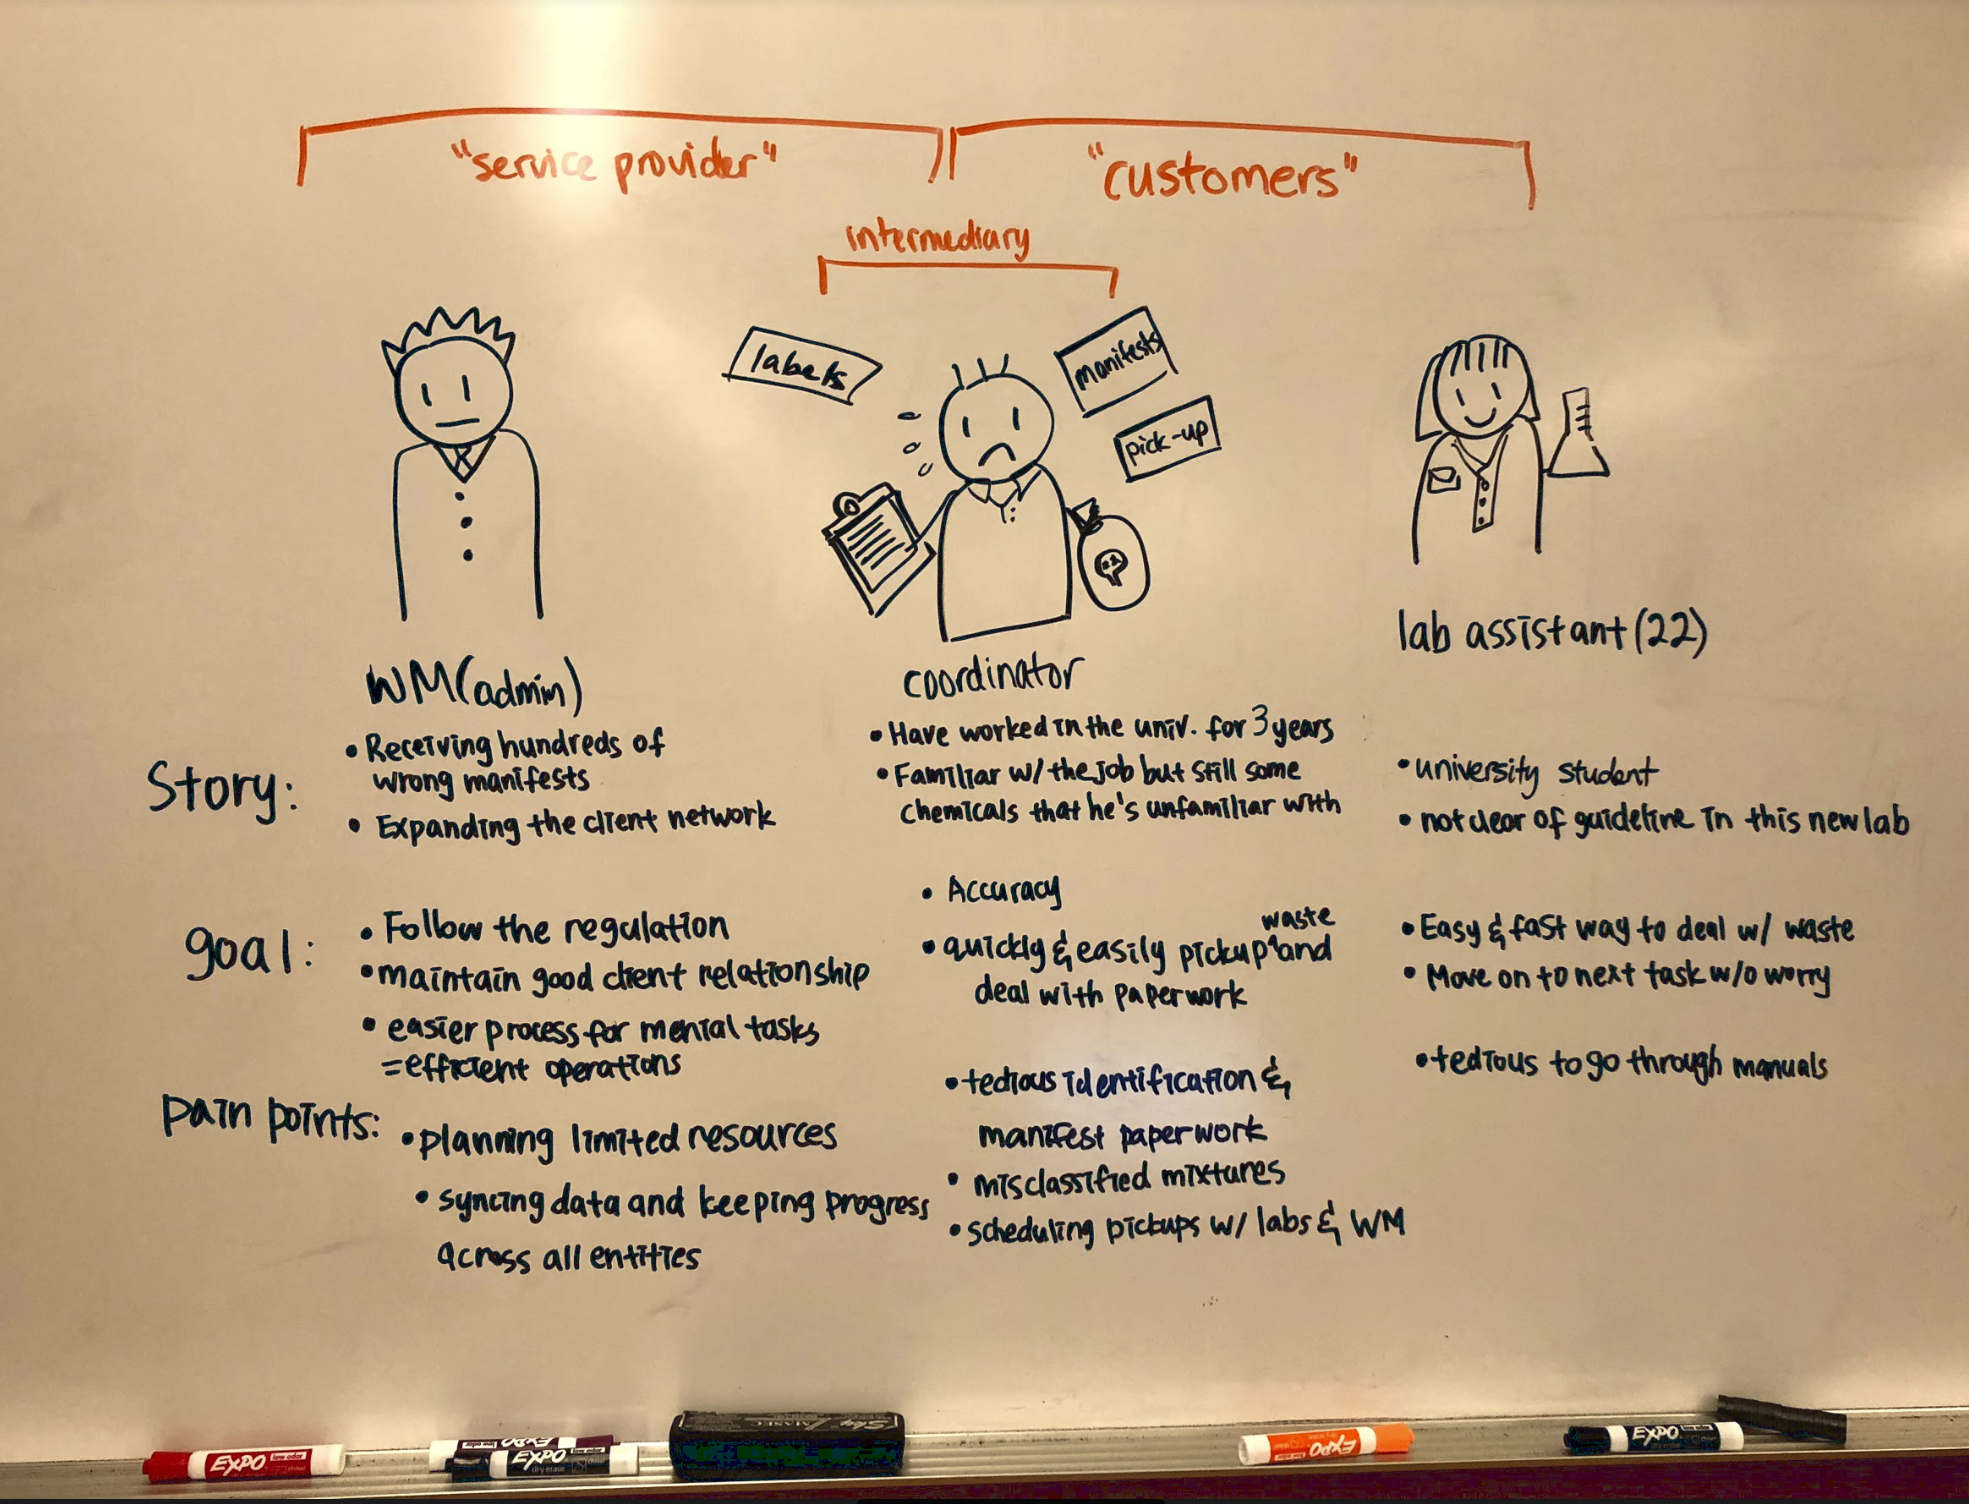 "service provider"
"customers"
intermediary
labels
manifests
pick-up
WM(admin)
coordinator
lab assistant(22)
Story:
• Receiving hundreds of
wrong manifests
• Expanding the client network
• Have worked in the univ. for 3 years
• Familiar w/ the job but still some
chemicals that he's unfamiliar with
• university student
• not clear of guideline in this new lab
goal:
• Follow the regulation
• maintain good client relationship
• easier process for menial tasks
= efficient operations
• Accuracy
waste
• quickly & easily pickup^and
deal with paperwork
• Easy & fast way to deal w/ waste
• Move on to next task w/o worry
pain points:
• planning limited resources
• syncing data and keeping progress
across all entities
• tedious identification &
manifest paperwork
• misclassified mixtures
• scheduling pickups w/ labs & WM
• tedious to go through manuals
EXPO low odor
EXPO
EXPO
EXPO
EXPO